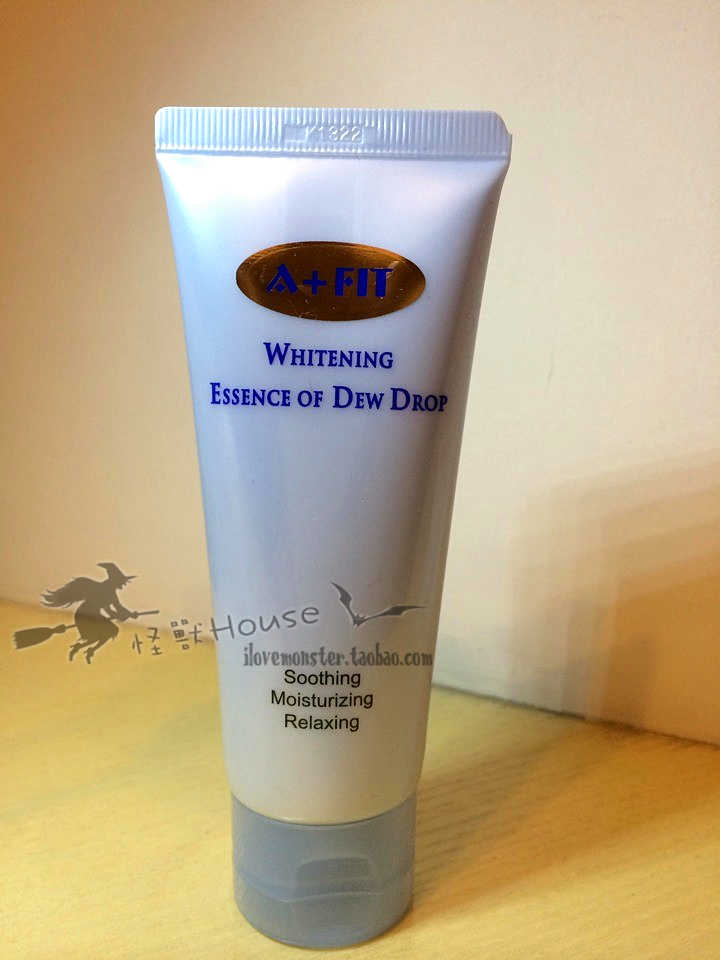 K1322
A+FIT
WHITENING
ESSENCE OF DEW DROP
怪獸House
ilovemonster.taobao.com
Soothing
Moisturizing
Relaxing